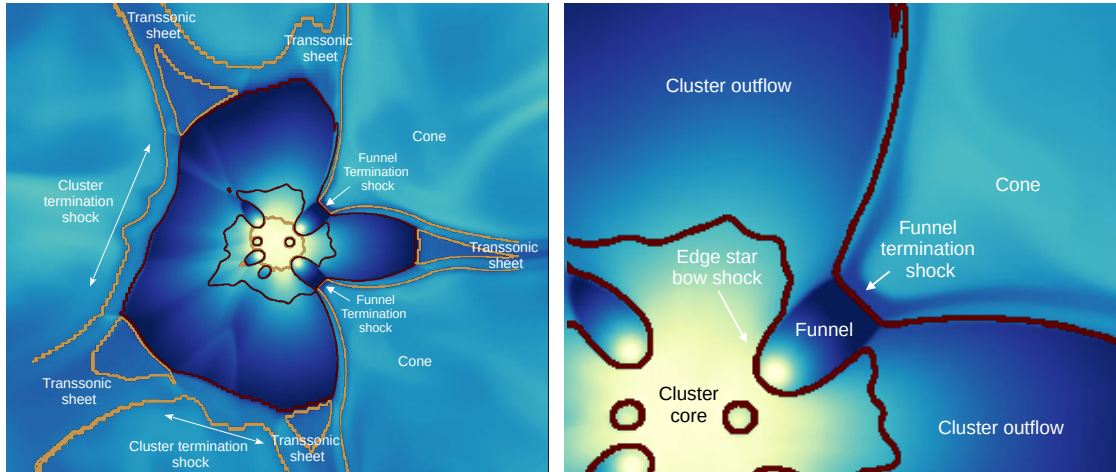 Transsonic
sheet
Transsonic
sheet
Cone
Funnel
Termination
shock
Cluster
termination
shock
Transsonic
sheet
Funnel
Termination
shock
Cone
Transsonic
sheet
Cluster termination
shock
Transsonic
sheet
Cluster outflow
Cone
Funnel
termination
shock
Edge star
bow shock
Funnel
Cluster
core
Cluster outflow